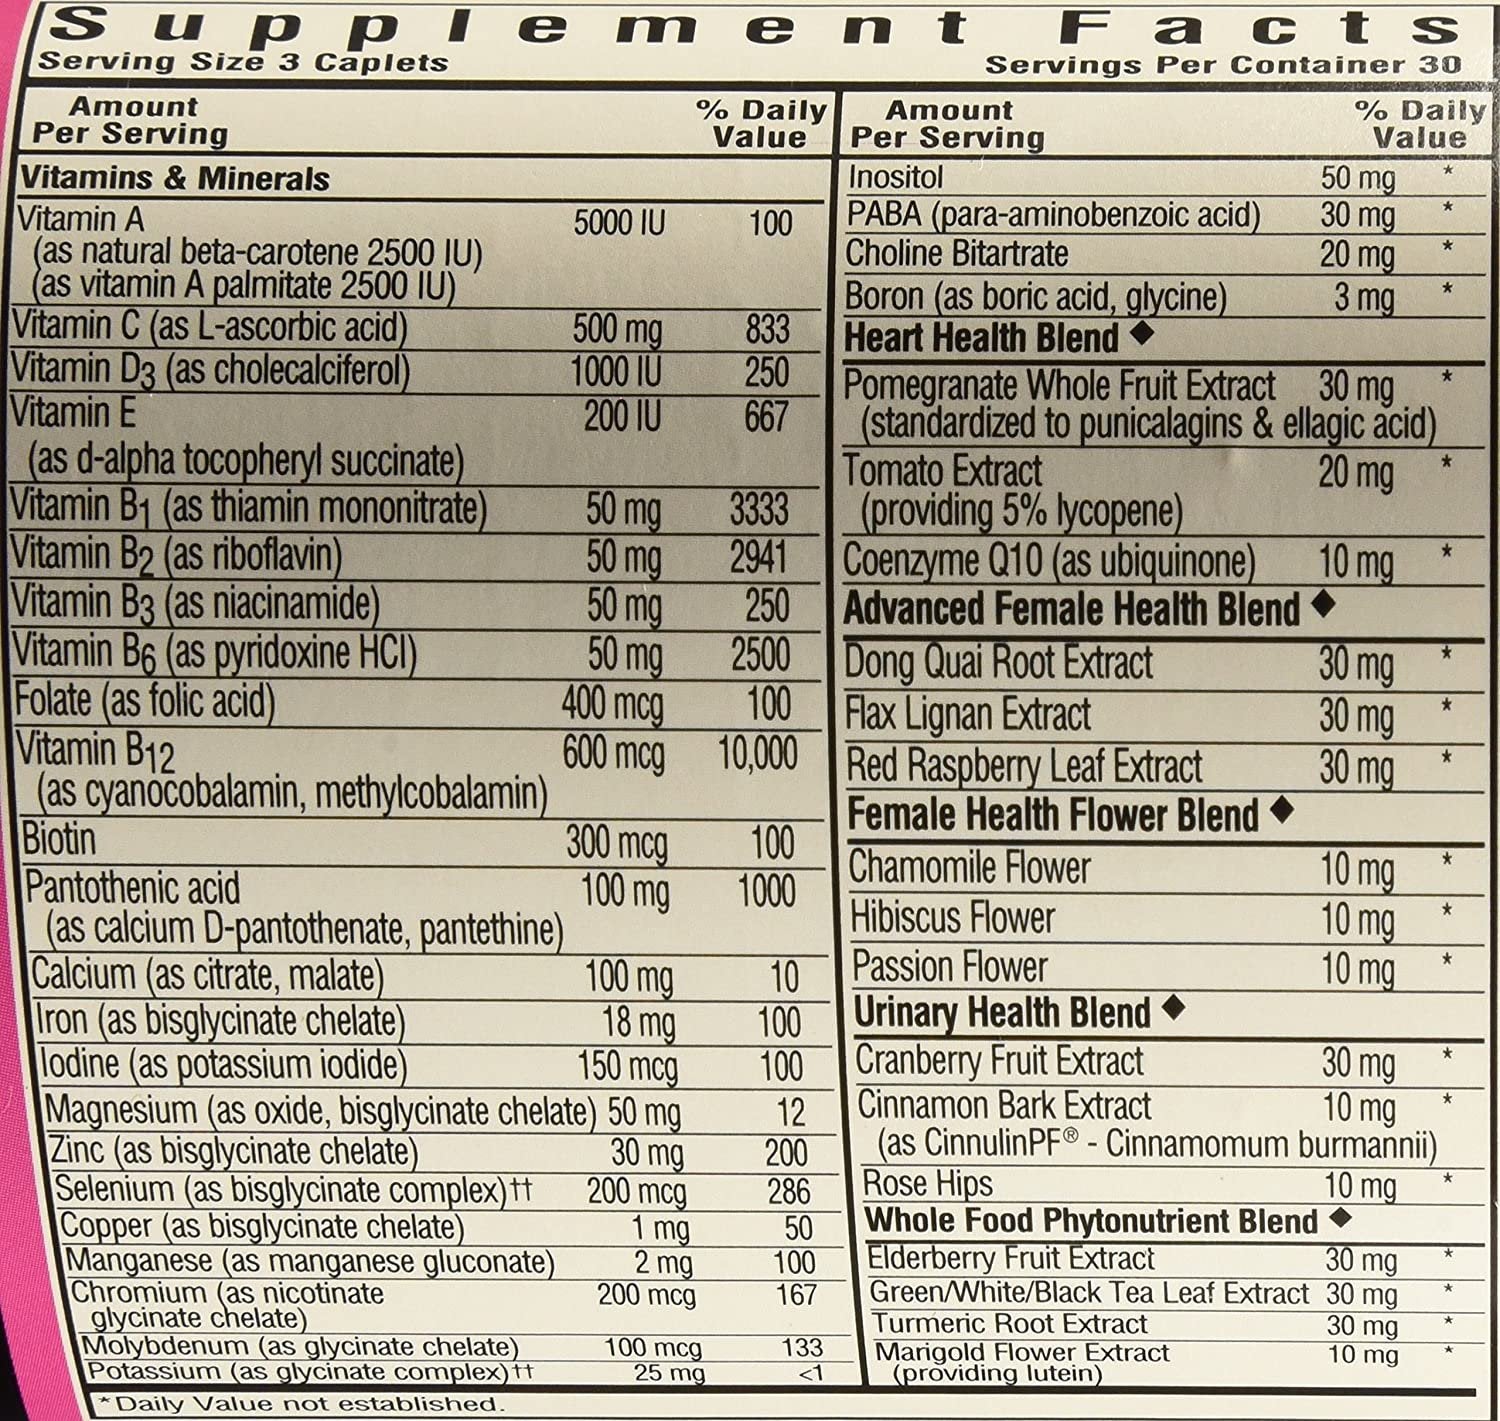 Supplement Facts
Serving Size 3 Caplets Servings Per Container 30
Amount Per Serving % Daily Value
Vitamins & Minerals
Vitamin A 5000 IU 100
(as natural beta-carotene 2500 IU)
(as vitamin A palmitate 2500 IU)
Vitamin C (as L-ascorbic acid) 500 mg 833
Vitamin D3 (as cholecalciferol) 1000 IU 250
Vitamin E 200 IU 667
(as d-alpha tocopheryl succinate)
Vitamin B1 (as thiamin mononitrate) 50 mg 3333
Vitamin B2 (as riboflavin) 50 mg 2941
Vitamin B3 (as niacinamide) 50 mg 250
Vitamin B6 (as pyridoxine HCl) 50 mg 2500
Folate (as folic acid) 400 mcg 100
Vitamin B12 600 mcg 10,000
(as cyanocobalamin, methylcobalamin)
Biotin 300 mcg 100
Pantothenic acid 100 mg 1000
(as calcium D-pantothenate, pantethine)
Calcium (as citrate, malate) 100 mg 10
Iron (as bisglycinate chelate) 18 mg 100
Iodine (as potassium iodide) 150 mcg 100
Magnesium (as oxide, bisglycinate chelate) 50 mg 12
Zinc (as bisglycinate chelate) 30 mg 200
Selenium (as bisglycinate complex)†† 200 mcg 286
Copper (as bisglycinate chelate) 1 mg 50
Manganese (as manganese gluconate) 2 mg 100
Chromium (as nicotinate 200 mcg 167
glycinate chelate)
Molybdenum (as glycinate chelate) 100 mcg 133
Potassium (as glycinate complex)†† 25 mg <1
*Daily Value not established.
Amount Per Serving % Daily Value
Inositol 50 mg *
PABA (para-aminobenzoic acid) 30 mg *
Choline Bitartrate 20 mg *
Boron (as boric acid, glycine) 3 mg *
Heart Health Blend ◆
Pomegranate Whole Fruit Extract 30 mg *
(standardized to punicalagins & ellagic acid)
Tomato Extract 20 mg *
(providing 5% lycopene)
Coenzyme Q10 (as ubiquinone) 10 mg *
Advanced Female Health Blend ◆
Dong Quai Root Extract 30 mg *
Flax Lignan Extract 30 mg *
Red Raspberry Leaf Extract 30 mg *
Female Health Flower Blend ◆
Chamomile Flower 10 mg *
Hibiscus Flower 10 mg *
Passion Flower 10 mg *
Urinary Health Blend ◆
Cranberry Fruit Extract 30 mg *
Cinnamon Bark Extract 10 mg *
(as CinnulinPF® - Cinnamomum burmannii)
Rose Hips 10 mg *
Whole Food Phytonutrient Blend ◆
Elderberry Fruit Extract 30 mg *
Green/White/Black Tea Leaf Extract 30 mg *
Turmeric Root Extract 30 mg *
Marigold Flower Extract 10 mg *
(providing lutein)